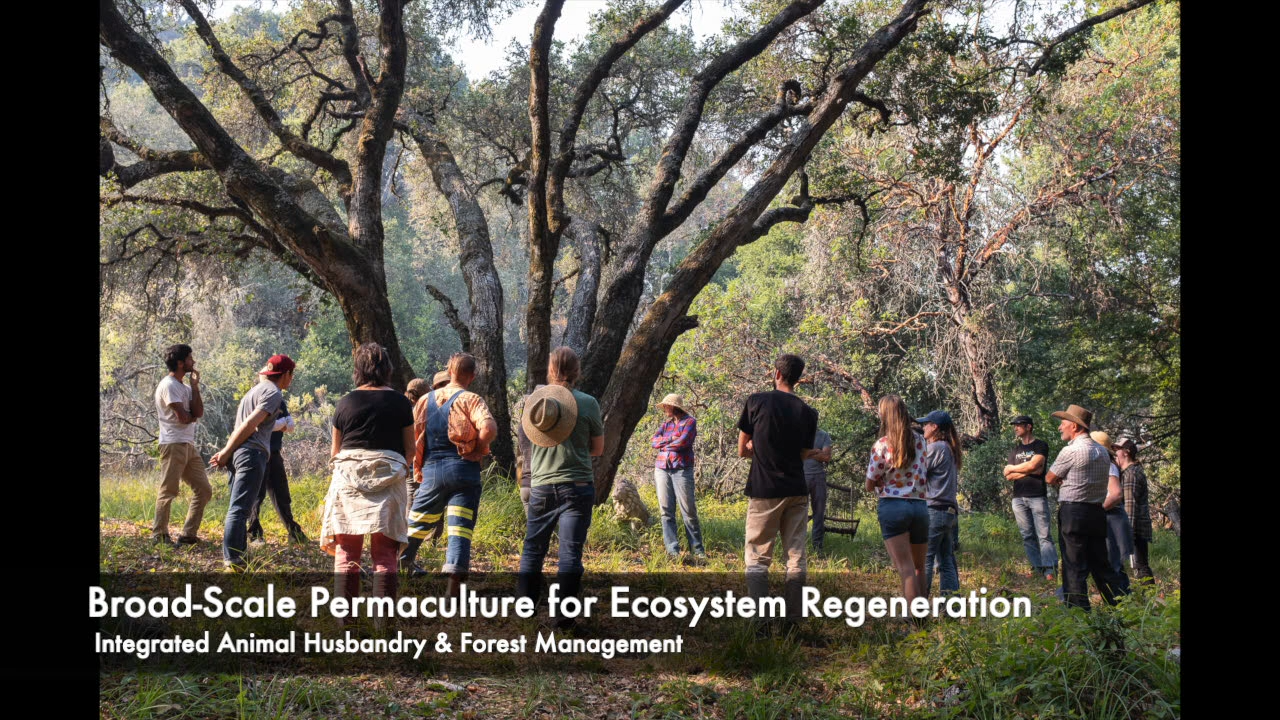 Broad-Scale Permaculture for Ecosystem Regeneration
Integrated Animal Husbandry & Forest Management